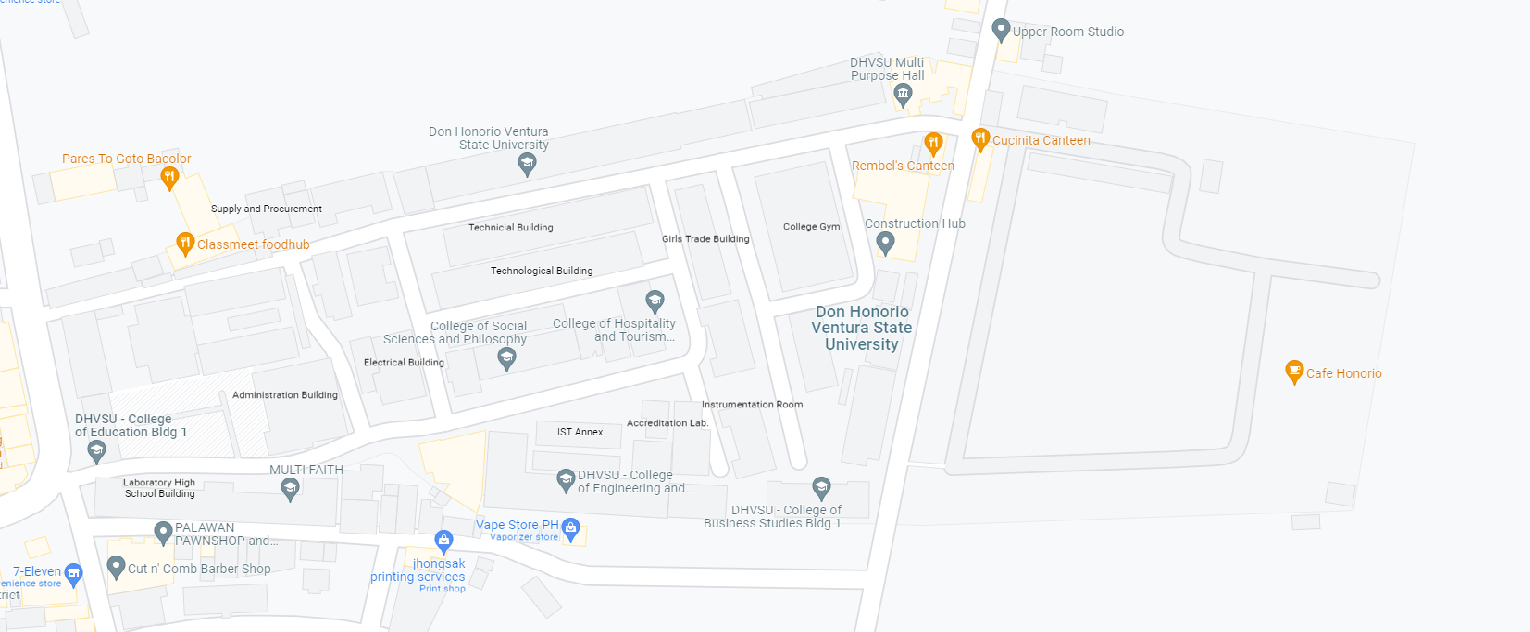 enience store
Upper Room Studio
DHVSU Multi
Purpose Hall
Don Honorio Ventura
State University
Cucinita Canteen
Pares To Goto Bacolor
Rembel's Canteen
Supply and Procurement
Technicial Building
College Gym
Construction Hub
Classmeet foodhub
Girls Trade Building
Technological Building
Don Honorio
Ventura State
University
College of Social
Sciences and Philosophy
College of Hospitality
and Tourism...
Electrical Building
Cafe Honorio
Administration Building
Instrumentation Room
DHVSU - College
of Education Bldg 1
Accreditation Lab.
IST Annex
MULTI FAITH
DHVSU - College
of Engineering and
Laboratory High
School Building
DHVSU - College of
Business Studies Bldg 1
PALAWAN
PAWNSHOP and...
Vape Store PH
Vaporizer store
Cut n' Comb Barber Shop
jhongsak
printing services
Print shop
7-Eleven
enience store
trict